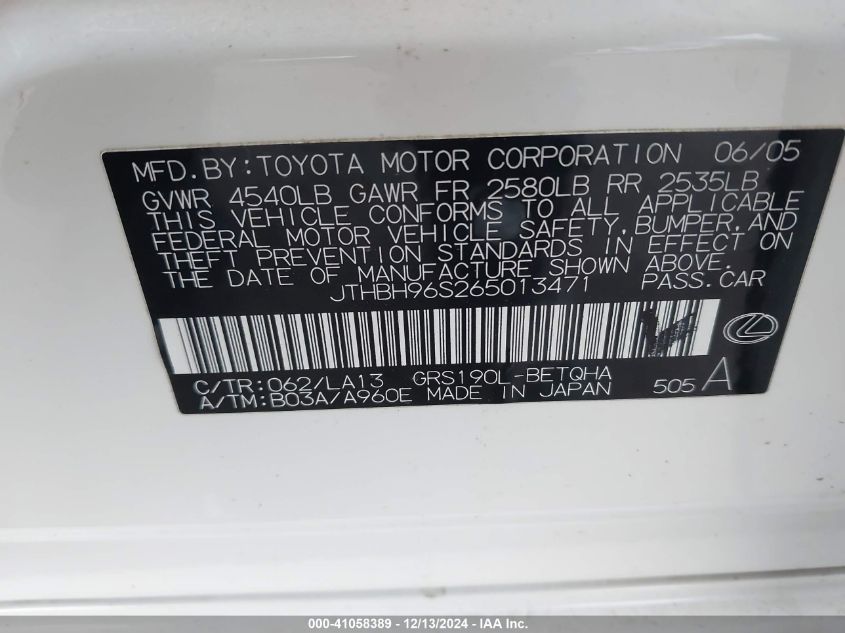 MFD.BY:TOYOTA MOTOR CORPORATION 06/05
GVWR 4540LB GAWR FR 2580LB RR 2535LB
THIS VEHICLE CONFORMS TO ALL APPLICABLE
FEDERAL MOTOR VEHICLE SAFETY,BUMPER,AND
THEFT PREVENTION STANDARDS IN EFFECT ON
THE DATE OF MANUFACTURE SHOWN ABOVE.
JTHBH96S265013471 PASS.CAR
C/TR:062/LA13 GRS190L-BETQHA
A/TM:B03A/A960E MADE IN JAPAN 505 A
000-41058389 - 12/13/2024 - IAA Inc.